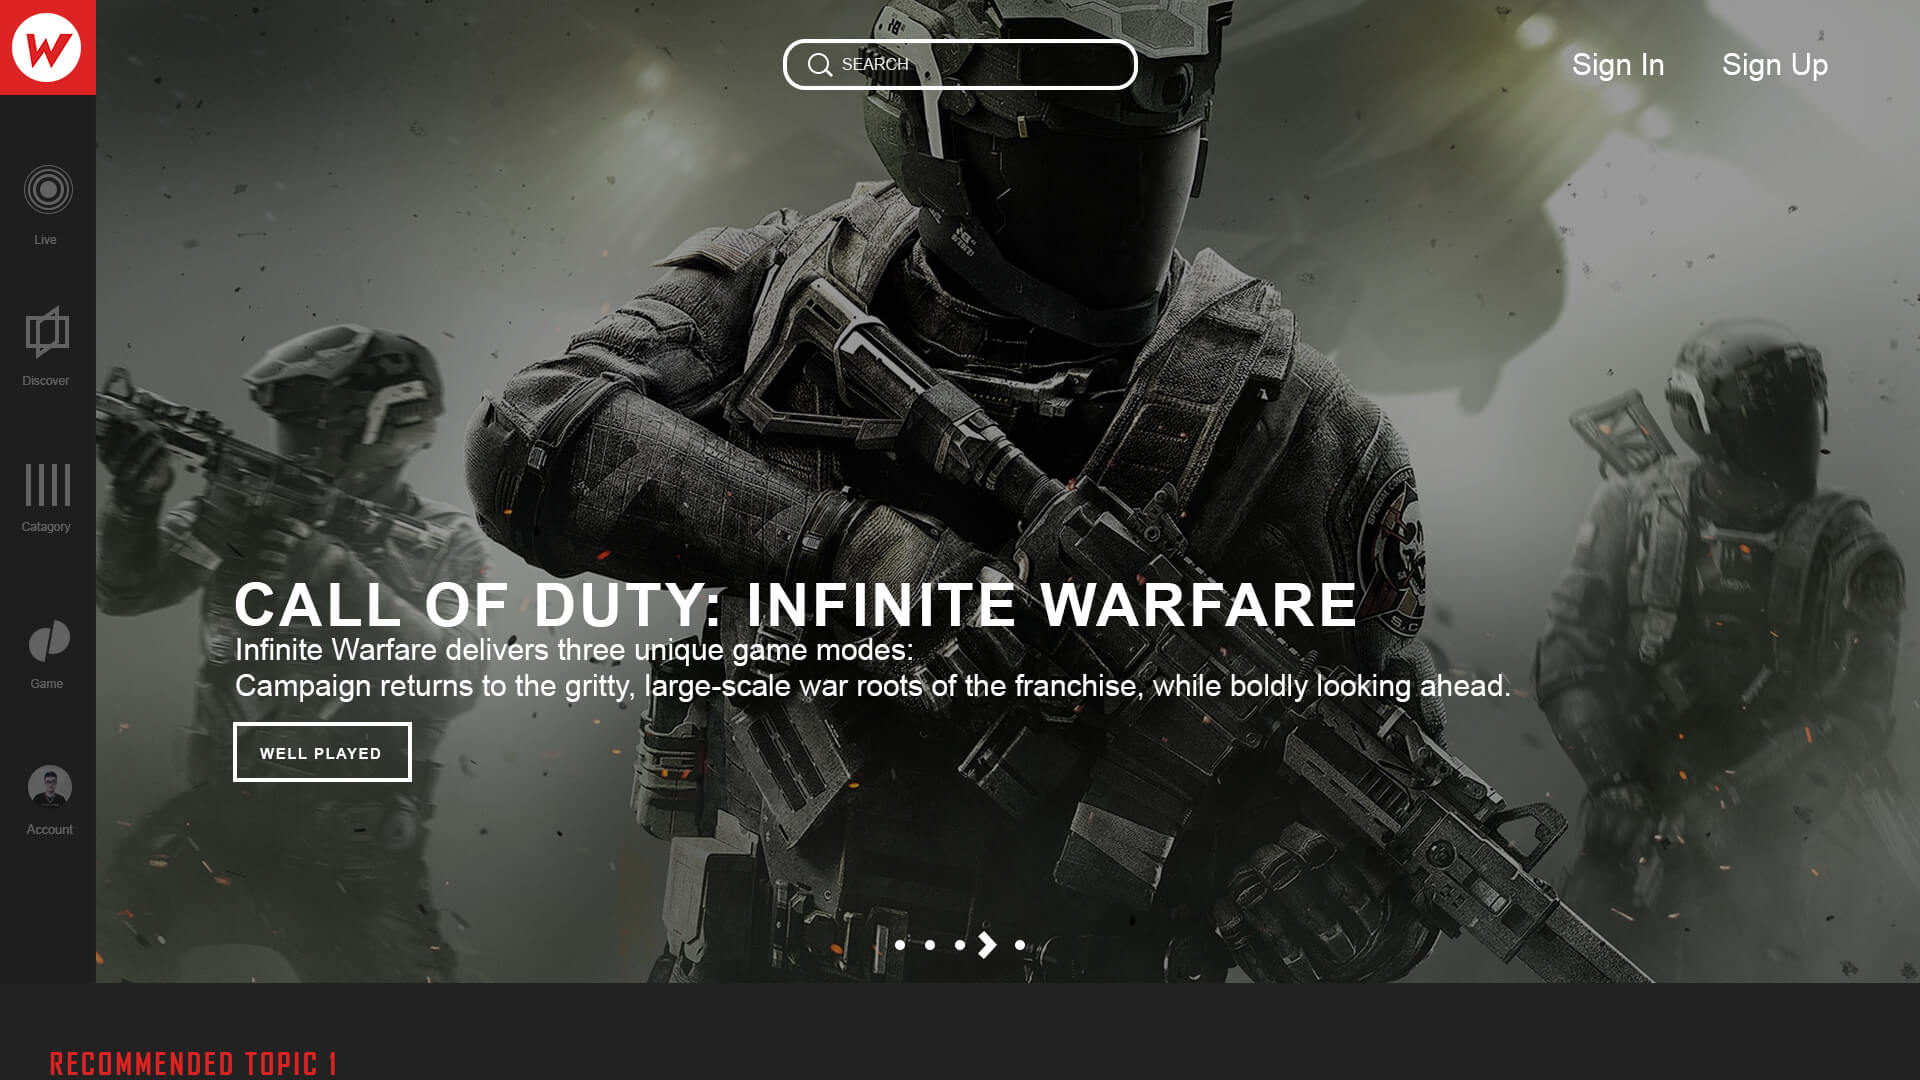 W
SEARCH
Sign In
Sign Up
Live
Discover
Catagory
Game
Account
CALL OF DUTY: INFINITE WARFARE
Infinite Warfare delivers three unique game modes:
Campaign returns to the gritty, large-scale war roots of the franchise, while boldly looking ahead.
WELL PLAYED
SPECIAL COMBAT
RECOMMENDED TOPIC 1